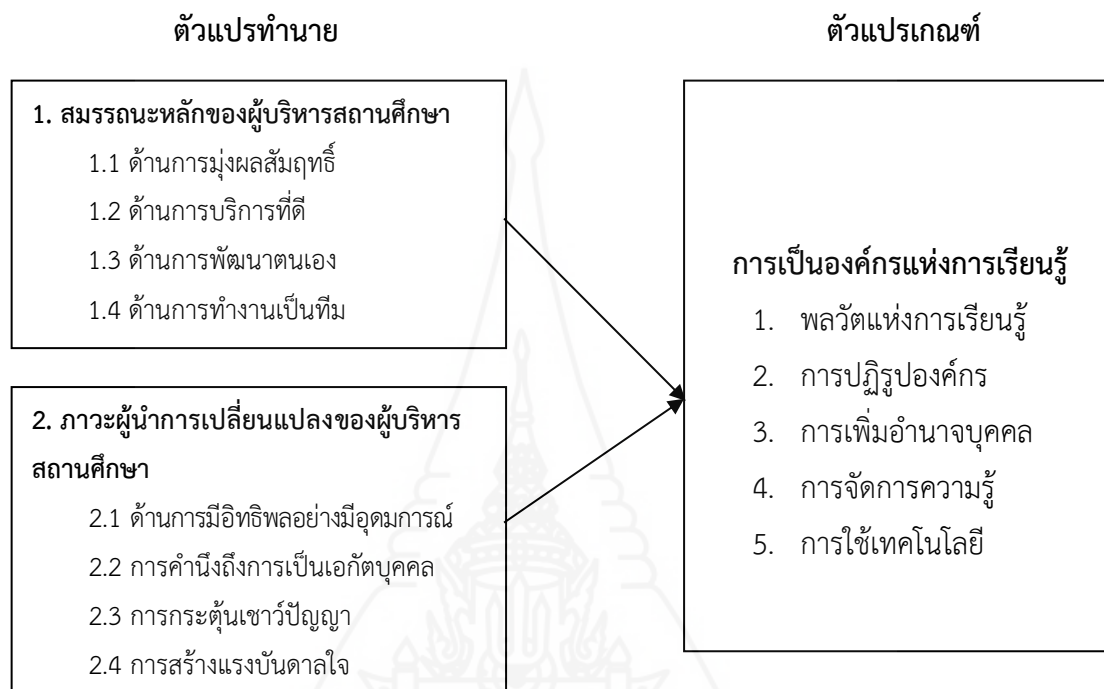 ตัวแปรทำนาย
ตัวแปรเกณฑ์
1. สมรรถนะหลักของผู้บริหารสถานศึกษา
1.1 ด้านการมุ่งผลสัมฤทธิ์
1.2 ด้านการบริการที่ดี
1.3 ด้านการพัฒนาตนเอง
1.4 ด้านการทำงานเป็นทีม
2. ภาวะผู้นำการเปลี่ยนแปลงของผู้บริหาร
สถานศึกษา
2.1 ด้านการมีอิทธิพลอย่างมีอุดมการณ์
2.2 การคำนึงถึงการเป็นเอกัตบุคคล
2.3 การกระตุ้นเชาว์ปัญญา
2.4 การสร้างแรงบันดาลใจ
การเป็นองค์กรแห่งการเรียนรู้
1. พลวัตแห่งการเรียนรู้
2. การปฏิรูปองค์กร
3. การเพิ่มอำนาจบุคคล
4. การจัดการความรู้
5. การใช้เทคโนโลยี